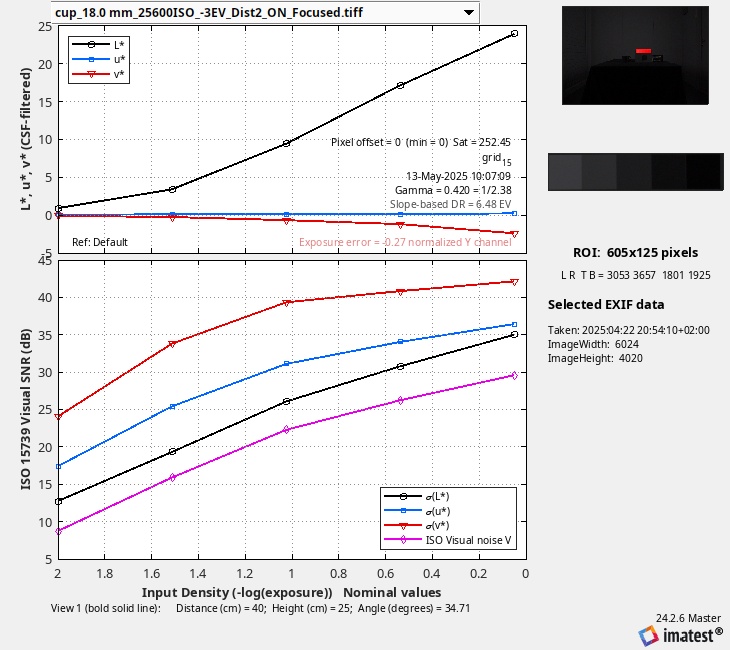 cup_18.0 mm_25600ISO_-3EV_Dist2_ON_Focused.tiff
25
20
15
10
5
0
5
L*, u*, v* (CSF-filtered)
L*
u*
v*
Pixel offset = 0 (min = 0) Sat = 252.45
grid15
13-May-2025 10:07:09
Gamma = 0.420 = 1/2.38
Slope-based DR = 6.48 EV
Ref: Default
Exposure error = -0.27 normalized Y channel
45
40
35
30
25
20
15
10
5
ISO 15739 Visual SNR (dB)
σ(L*)
σ(u*)
σ(v*)
ISO Visual noise V
2 1.8 1.6 1.4 1.2 1 0.8 0.6 0.4 0.2 0
Input Density (-log(exposure)) Nominal values
View 1 (bold solid line): Distance (cm) = 40; Height (cm) = 25; Angle (degrees) = 34.71
ROI: 605x125 pixels
L R T B = 3053 3657 1801 1925
Selected EXIF data
Taken: 2025:04:22 20:54:10+02:00
ImageWidth: 6024
ImageHeight: 4020
24.2.6 Master
imatest®